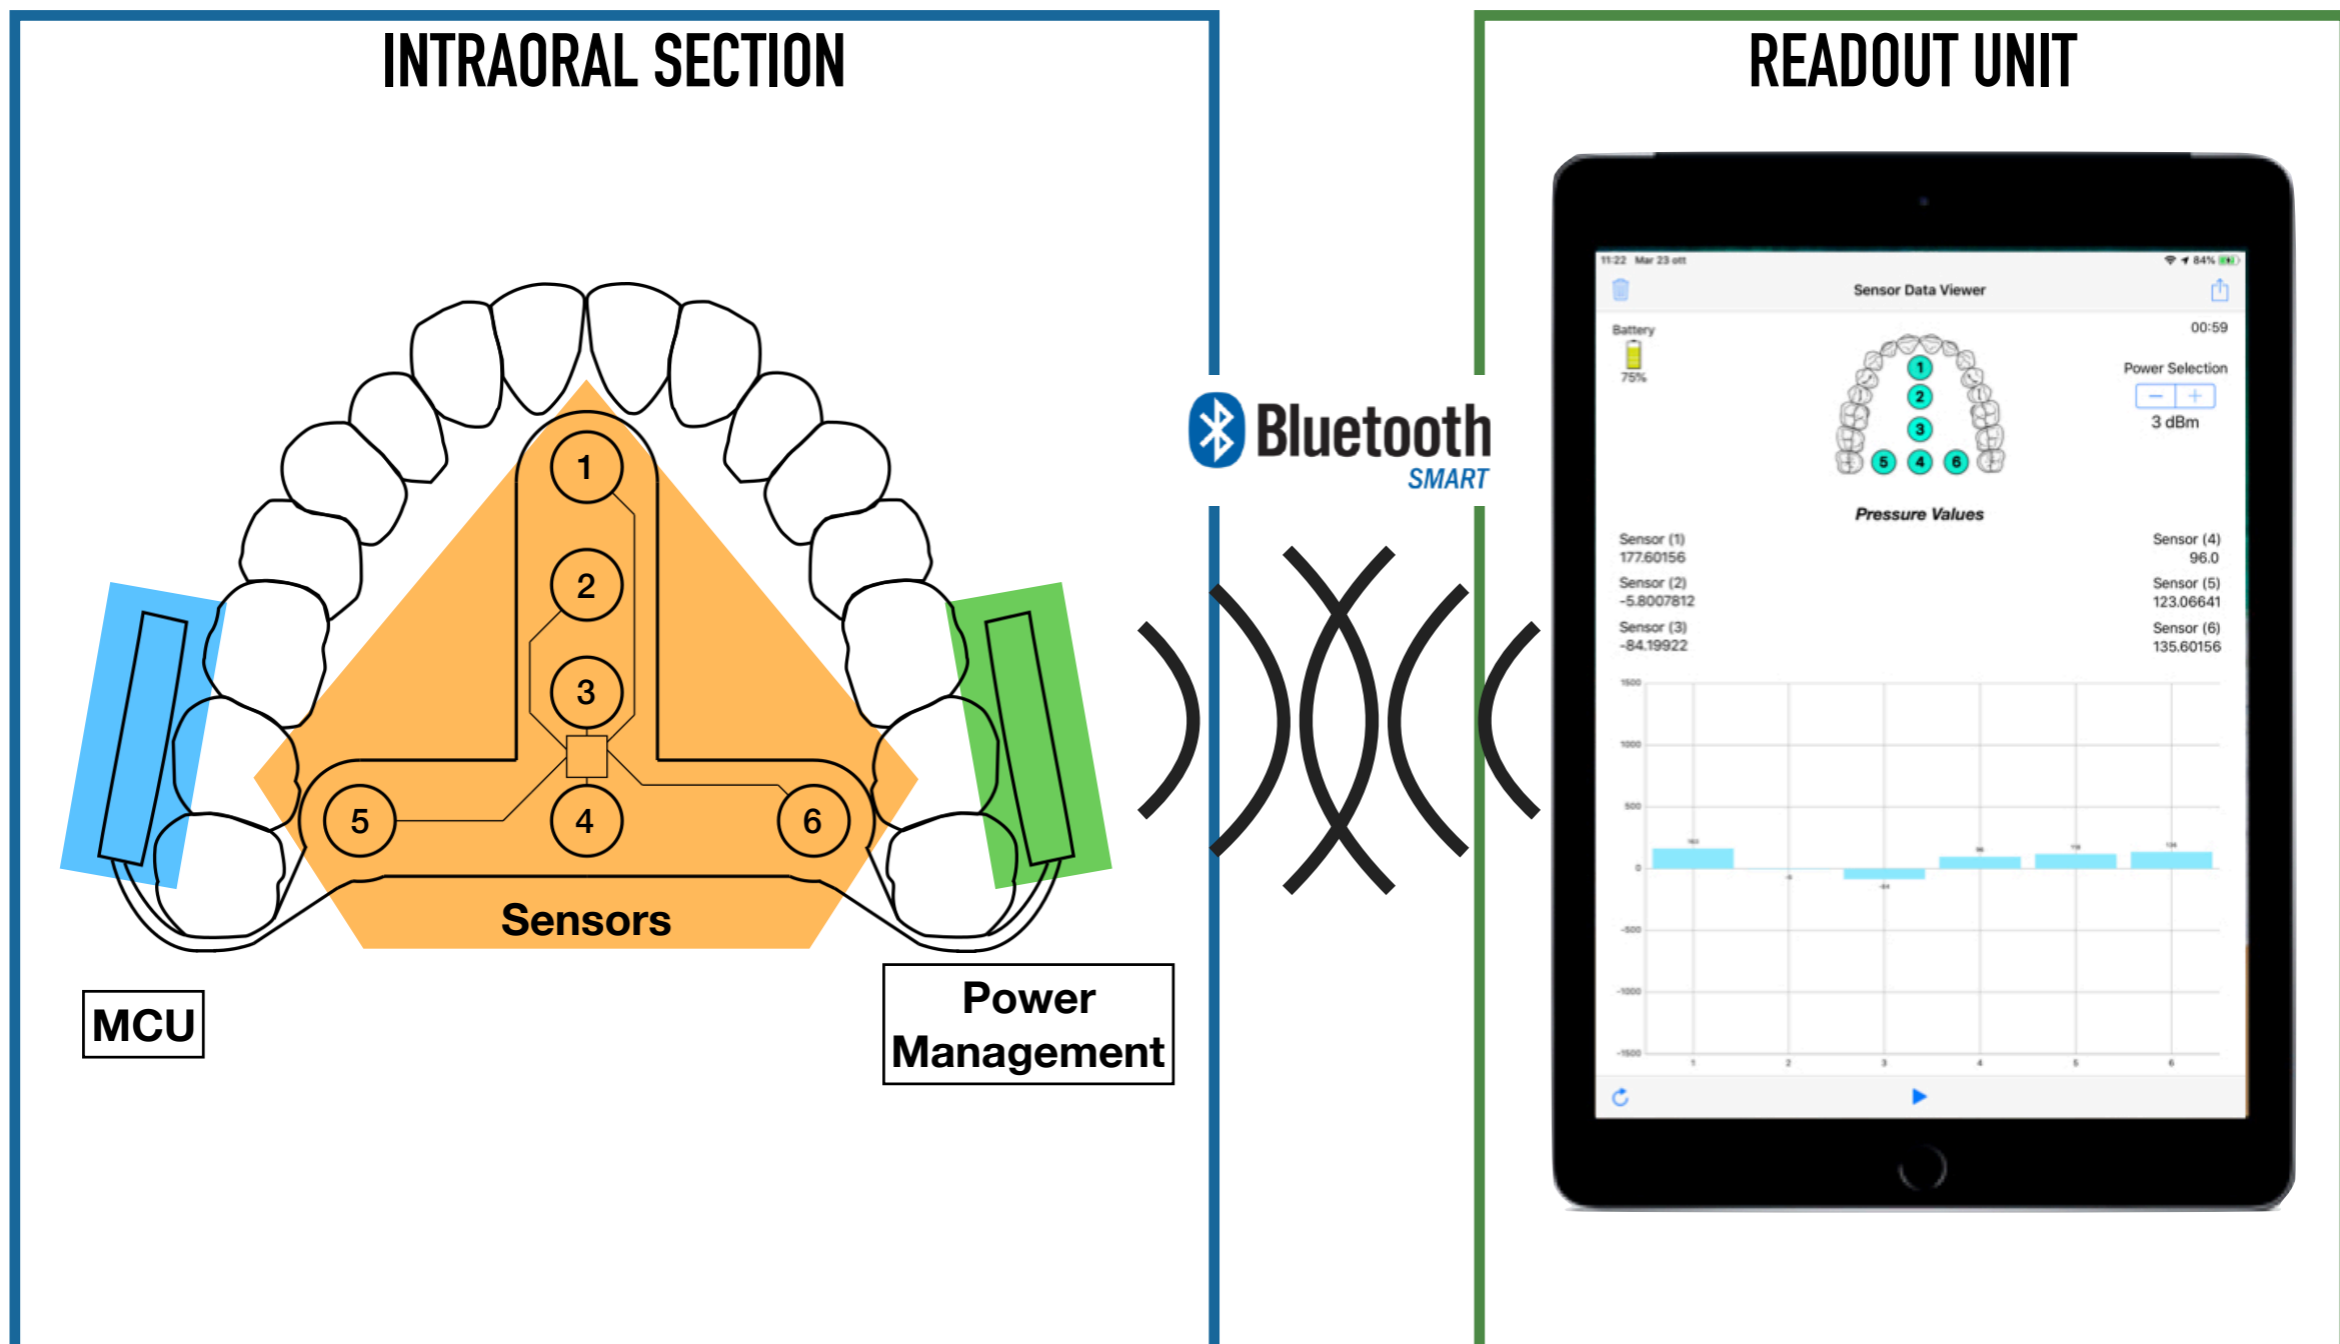 INTRAORAL SECTION
1
2
3
5
4
6
Sensors
MCU
Power
Management
Bluetooth
SMART
READOUT UNIT
11:22 Mar 23 ott
84%
Sensor Data Viewer
Battery
75%
00:59
Power Selection
− +
3 dBm
1
2
3
5 4 6
Pressure Values
Sensor (1)
177.60156
Sensor (2)
-5.8007812
Sensor (3)
-84.19922
Sensor (4)
96.0
Sensor (5)
123.06641
Sensor (6)
135.60156
1500
1000
500
0
-500
-1000
-1500
96
-84
1 2 3 4 5 6